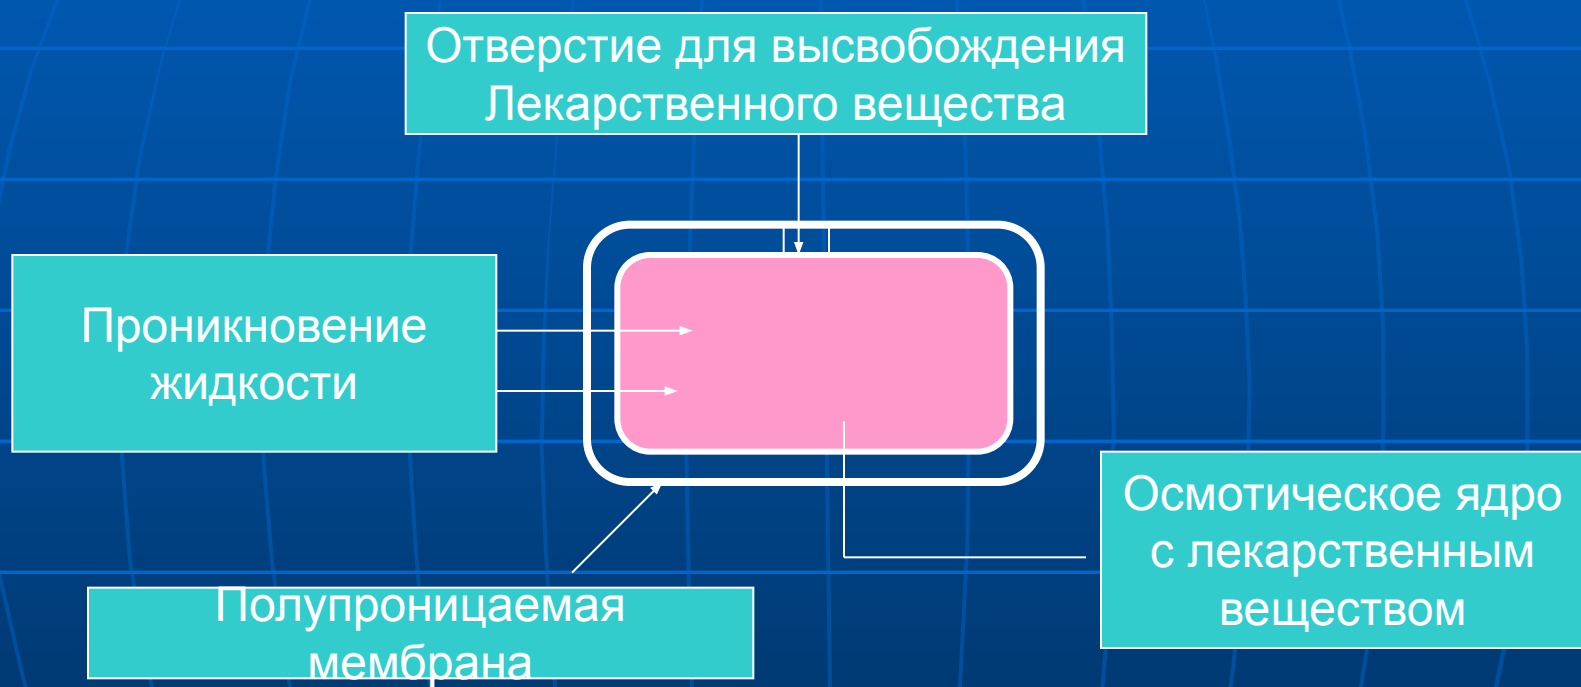 Отверстие для высвобождения
Лекарственного вещества
Проникновение
жидкости
Осмотическое ядро
с лекарственным
веществом
Полупроницаемая
мембрана